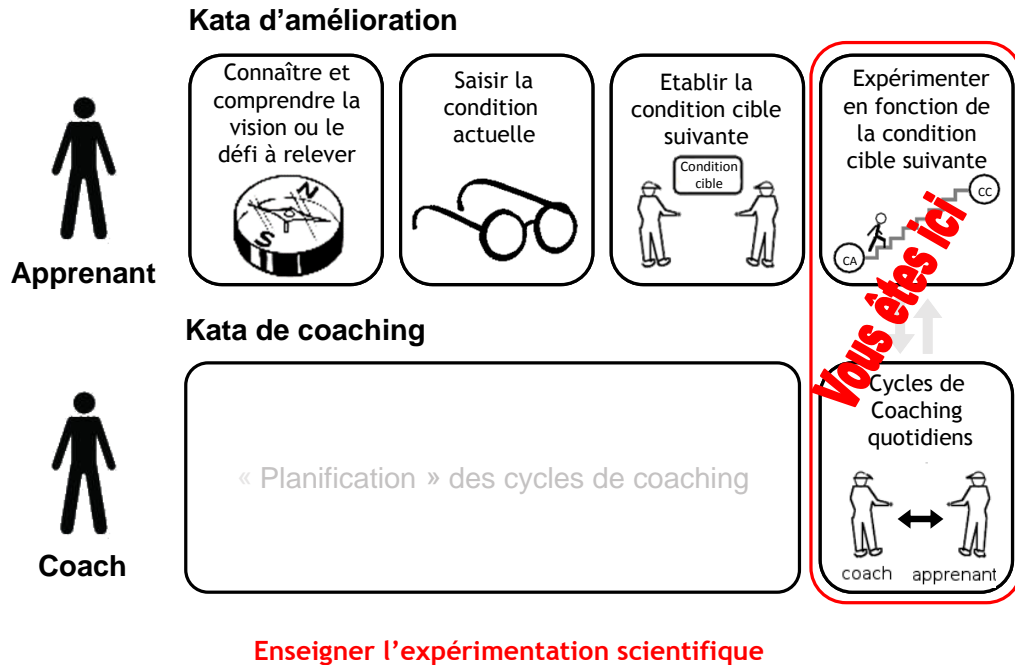 Kata d’amélioration
Connaître et
comprendre la
vision ou le
défi à relever
N
S
Saisir la
condition
actuelle
Etablir la
condition cible
suivante
Condition
cible
Expérimenter
en fonction de
la condition
cible suivante
CC
CA
Apprenant
Vous êtes ici
Kata de coaching
« Planification » des cycles de coaching
Cycles de
Coaching
quotidiens
coach apprenant
Coach
Enseigner l’expérimentation scientifique